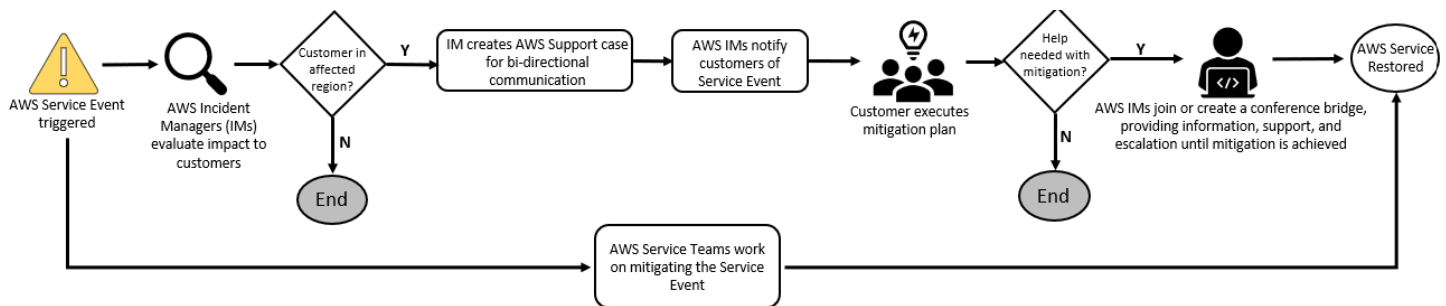 AWS Service Event
triggered
AWS Incident
Managers (IMs)
evaluate impact to
customers
Customer in
affected
region?
Y
N
End
IM creates AWS Support case
for bi-directional
communication
AWS IMs notify
customers of
Service Event
Customer executes
mitigation plan
Help
needed with
mitigation?
Y
N
End
</>
AWS IMs join or create a conference bridge,
providing information, support, and
escalation until mitigation is achieved
AWS Service
Restored
AWS Service Teams work
on mitigating the Service
Event